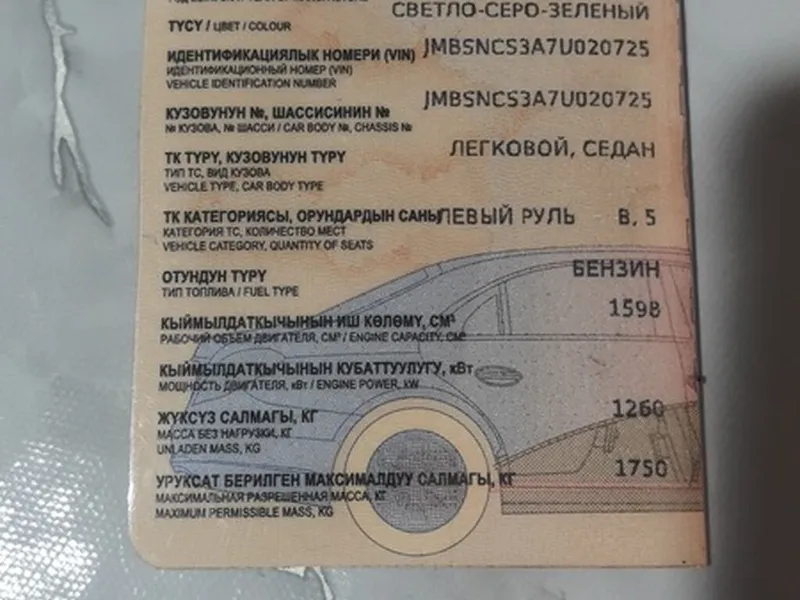 СВЕТЛО-СЕРО-ЗЕЛЕНЫЙ
ТҮСҮ / ЦВЕТ / COLOUR
ИДЕНТИФИКАЦИЯЛЫК НОМЕРИ (VIN) JMBSNCS3A7U020725
ИДЕНТИФИКАЦИОННЫЙ НОМЕР (VIN)
VEHICLE IDENTIFICATION NUMBER
КУЗОВУНУН №, ШАССИСИНИН № JMBSNCS3A7U020725
№ КУЗОВА, № ШАССИ / CAR BODY №, CHASSIS №
ТК ТҮРҮ, КУЗОВУНУН ТҮРҮ ЛЕГКОВОЙ, СЕДАН
ТИП ТС, ВИД КУЗОВА
VEHICLE TYPE, CAR BODY TYPE
ТК КАТЕГОРИЯСЫ, ОРУНДАРДЫН САНЫ ЛЕВЫЙ РУЛЬ B, 5
КАТЕГОРИЯ ТС, КОЛИЧЕСТВО МЕСТ
VEHICLE CATEGORY, QUANTITY OF SEATS
ОТУНДУН ТҮРҮ БЕНЗИН
ТИП ТОПЛИВА / FUEL TYPE
КЫЙМЫЛДАТКЫЧЫНЫН ИШ КӨЛӨМҮ, СМ³ 1598
РАБОЧИЙ ОБЪЕМ ДВИГАТЕЛЯ, СМ³ / ENGINE CAPACITY, CM³
КЫЙМЫЛДАТКЫЧЫНЫН КУБАТТУУЛУГУ, кВт
МОЩНОСТЬ ДВИГАТЕЛЯ, кВт / ENGINE POWER, kW
ЖҮКСҮЗ САЛМАГЫ, КГ 1260
МАССА БЕЗ НАГРУЗКИ, КГ
UNLADEN MASS, KG
УРУКСАТ БЕРИЛГЕН МАКСИМАЛДУУ САЛМАГЫ, КГ 1750
МАКСИМАЛЬНАЯ РАЗРЕШЕННАЯ МАССА, КГ
MAXIMUM PERMISSIBLE MASS, KG